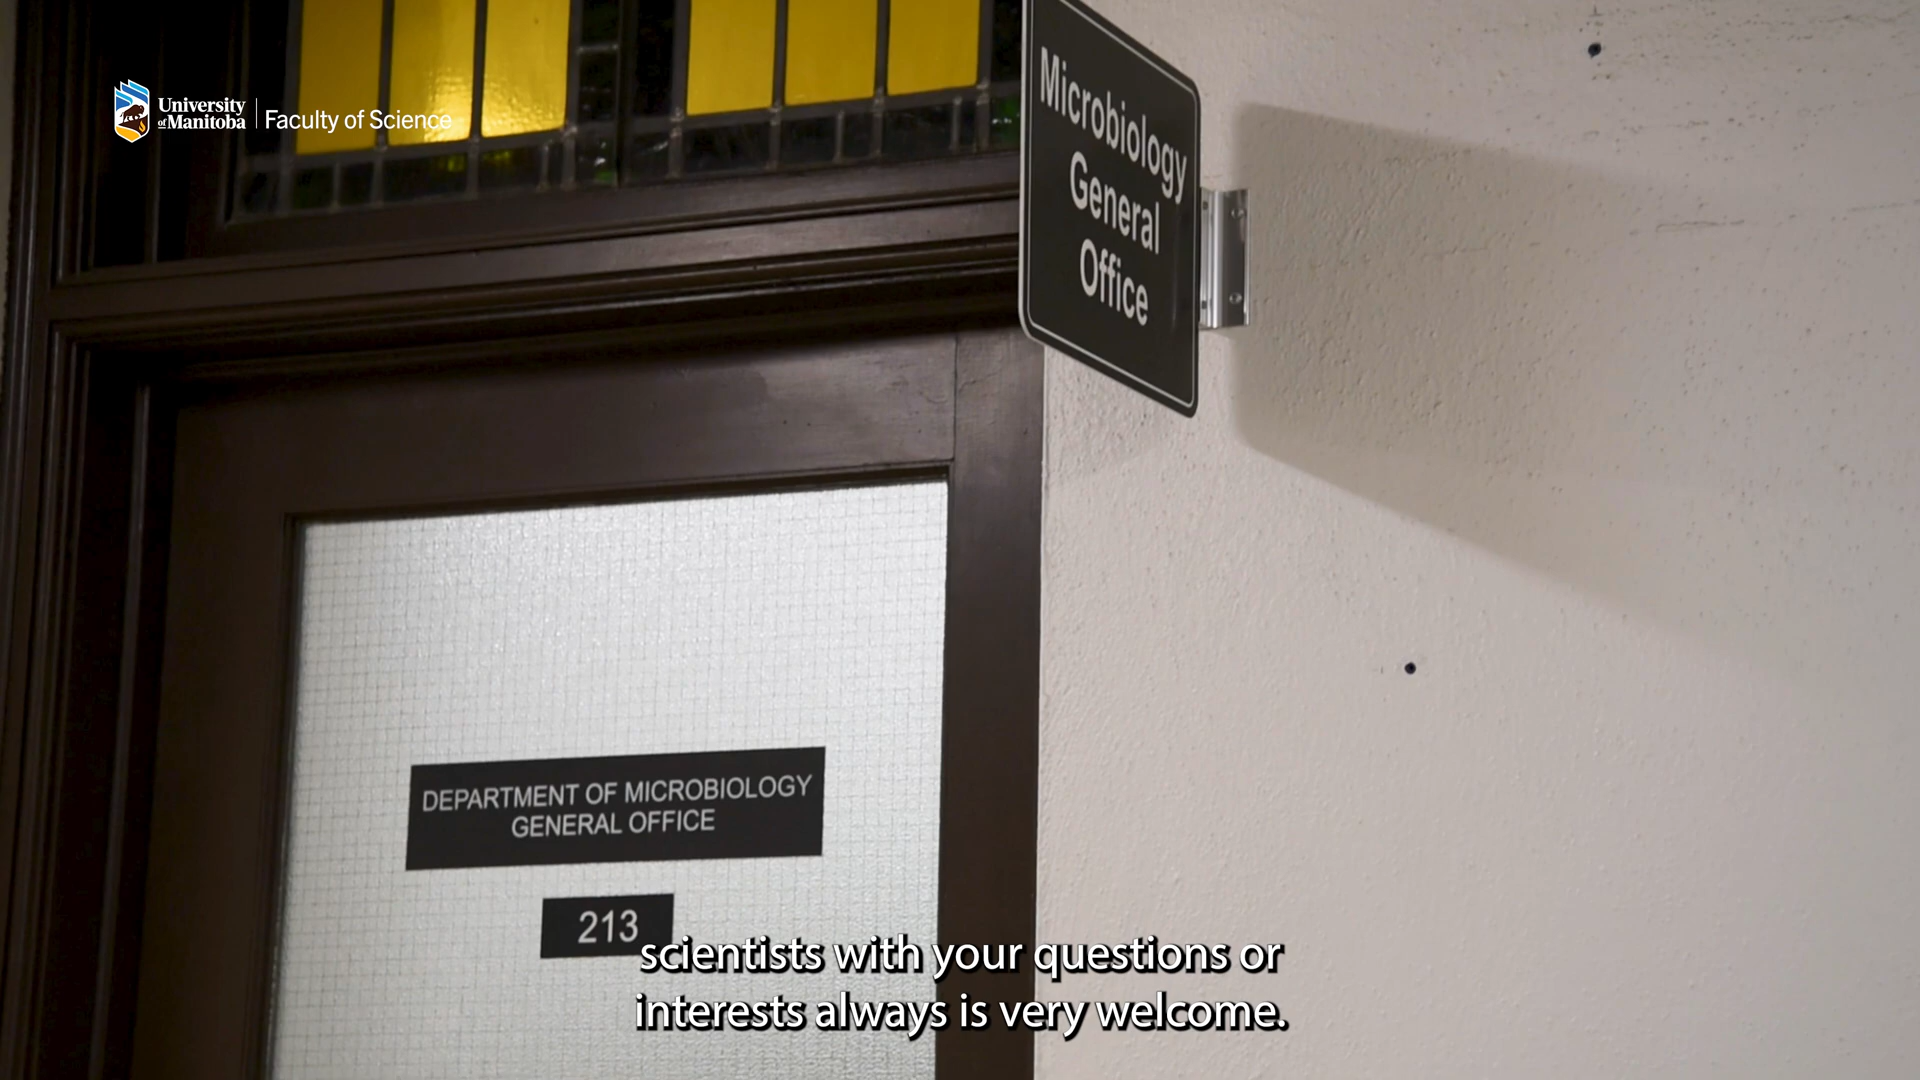 University
of Manitoba
Faculty of Science
Microbiology
General
Office
DEPARTMENT OF MICROBIOLOGY
GENERAL OFFICE
213
scientists with your questions or
interests always is very welcome.